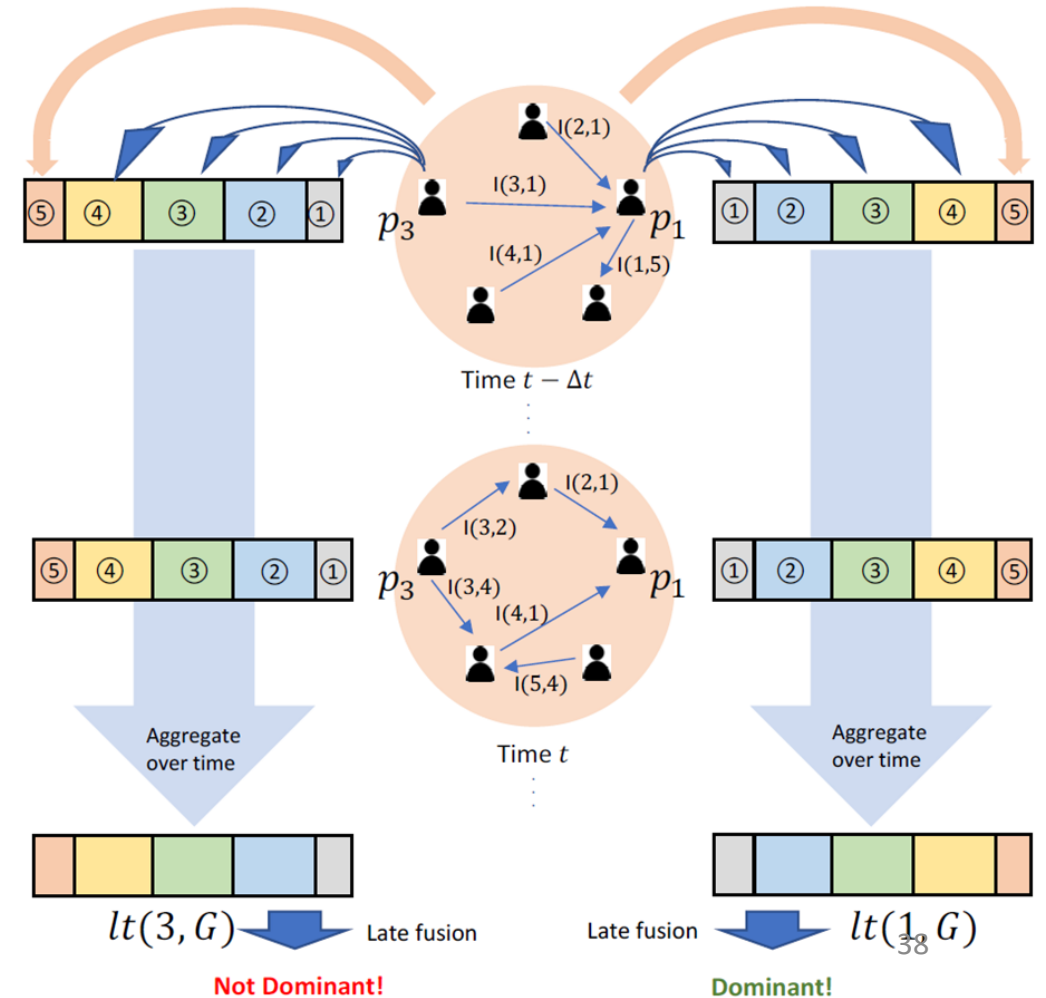 I(2,1)
I(3,1)
p₃
p₁
I(4,1)
I(1,5)
⑤ ④ ③ ② ①
① ② ③ ④ ⑤
Time t − Δt
I(2,1)
I(3,2)
⑤ ④ ③ ② ①
p₃
I(3,4)
I(4,1)
p₁
① ② ③ ④ ⑤
I(5,4)
Time t
Aggregate
over time
Aggregate
over time
lt(3, G)
Late fusion
Late fusion
lt(1, G)
38
Not Dominant!
Dominant!